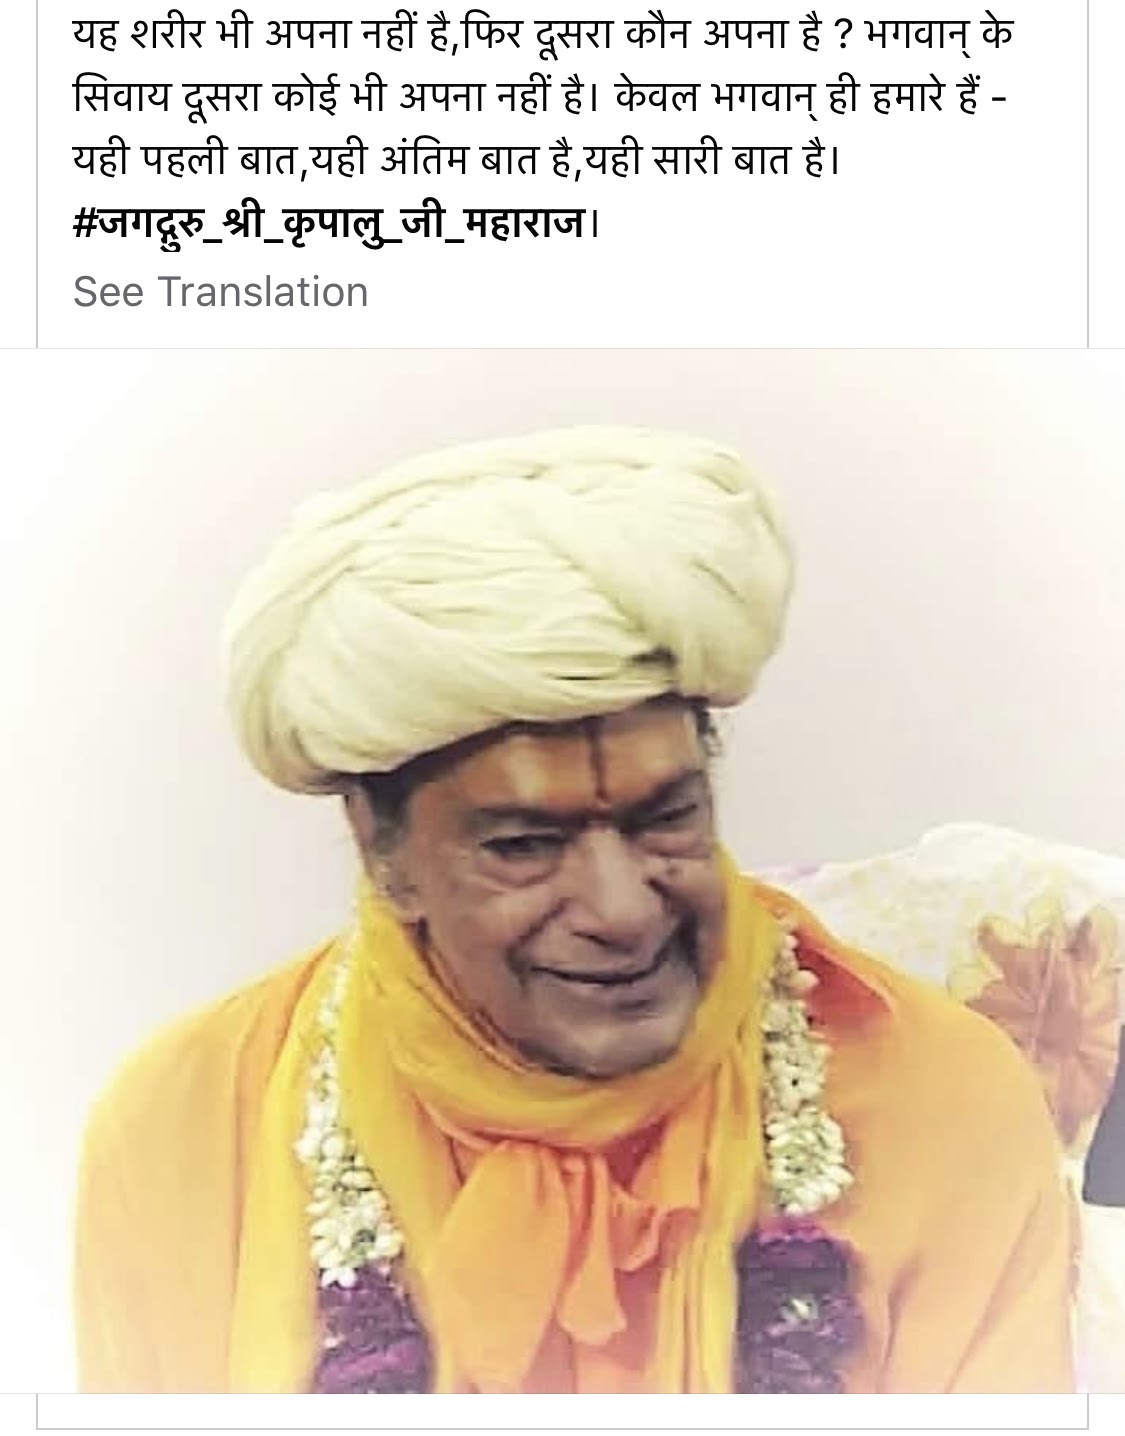 यह शरीर भी अपना नहीं है,फिर दूसरा कौन अपना है ? भगवान् के
सिवाय दूसरा कोई भी अपना नहीं है। केवल भगवान् ही हमारे हैं -
यही पहली बात,यही अंतिम बात है,यही सारी बात है।
#जगद्गुरु_श्री_कृपालु_जी_महाराज।
See Translation